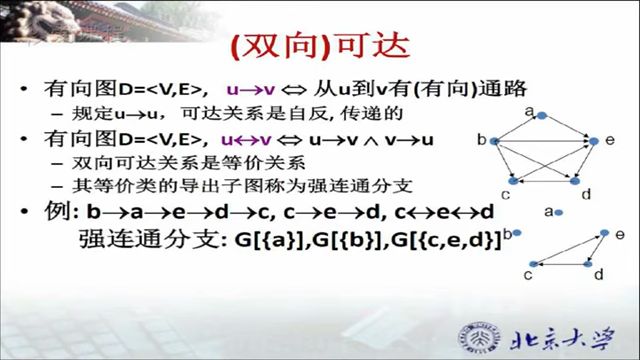 (双向)可达
• 有向图D=<V,E>, u→v ⇔ 从u到v有(有向)通路
– 规定u→u，可达关系是自反, 传递的
• 有向图D=<V,E>, u↔v ⇔ u→v ∧ v→u
– 双向可达关系是等价关系
– 其等价类的导出子图称为强连通分支
• 例: b→a→e→d→c, c→e→d, c↔e↔d
强连通分支: G[{a}],G[{b}],G[{c,e,d}]
a
b
e
c
d
a
b
e
c
d
北京大学